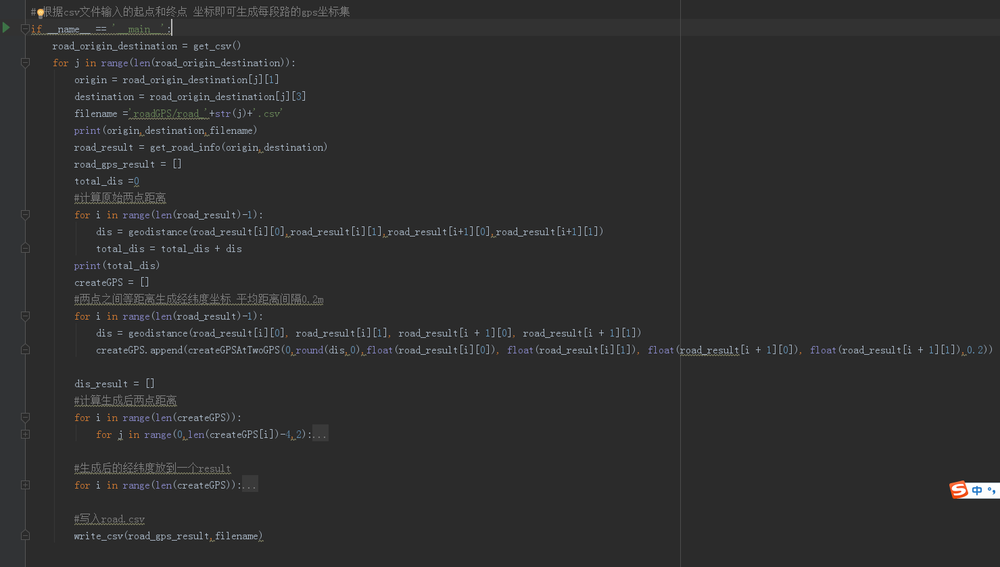 #根据csv文件输入的起点和终点 坐标即可生成每段路的gps坐标集
if __name__ == '__main__':
    road_origin_destination = get_csv()
    for j in range(len(road_origin_destination)):
        origin = road_origin_destination[j][1]
        destination = road_origin_destination[j][3]
        filename ='roadGPS/road_'+str(j)+'.csv'
        print(origin,destination,filename)
        road_result = get_road_info(origin,destination)
        road_gps_result = []
        total_dis =0
        #计算原始两点距离
        for i in range(len(road_result)-1):
            dis = geodistance(road_result[i][0],road_result[i][1],road_result[i+1][0],road_result[i+1][1])
            total_dis = total_dis + dis
        print(total_dis)
        createGPS = []
        #两点之间等距离生成经纬度坐标 平均距离间隔0.2m
        for i in range(len(road_result)-1):
            dis = geodistance(road_result[i][0], road_result[i][1], road_result[i + 1][0], road_result[i + 1][1])
            createGPS.append(createGPSAtTwoGPS(0,round(dis,0),float(road_result[i][0]), float(road_result[i][1]), float(road_result[i + 1][0]), float(road_result[i + 1][1]),0.2))
        dis_result = []
        #计算生成后两点距离
        for i in range(len(createGPS)):
            for j in range(0,len(createGPS[i])-4,2):...
        #生成后的经纬度放到一个result
        for i in range(len(createGPS)):...
        #写入road.csv
        write_csv(road_gps_result,filename)
S 中 °,